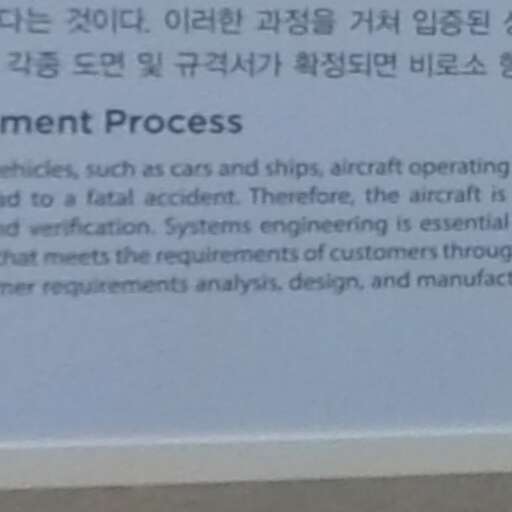 다는 것이다. 이러한 과정을 거쳐 입증된
각종 도면 및 규격서가 확정되면 비로소
ment Process
ehicles, such as cars and ships, aircraft operating
ad to a fatal accident. Therefore, the aircraft is
nd verification. Systems engineering is essential
that meets the requirements of customers throug
mer requirements analysis, design, and manufact